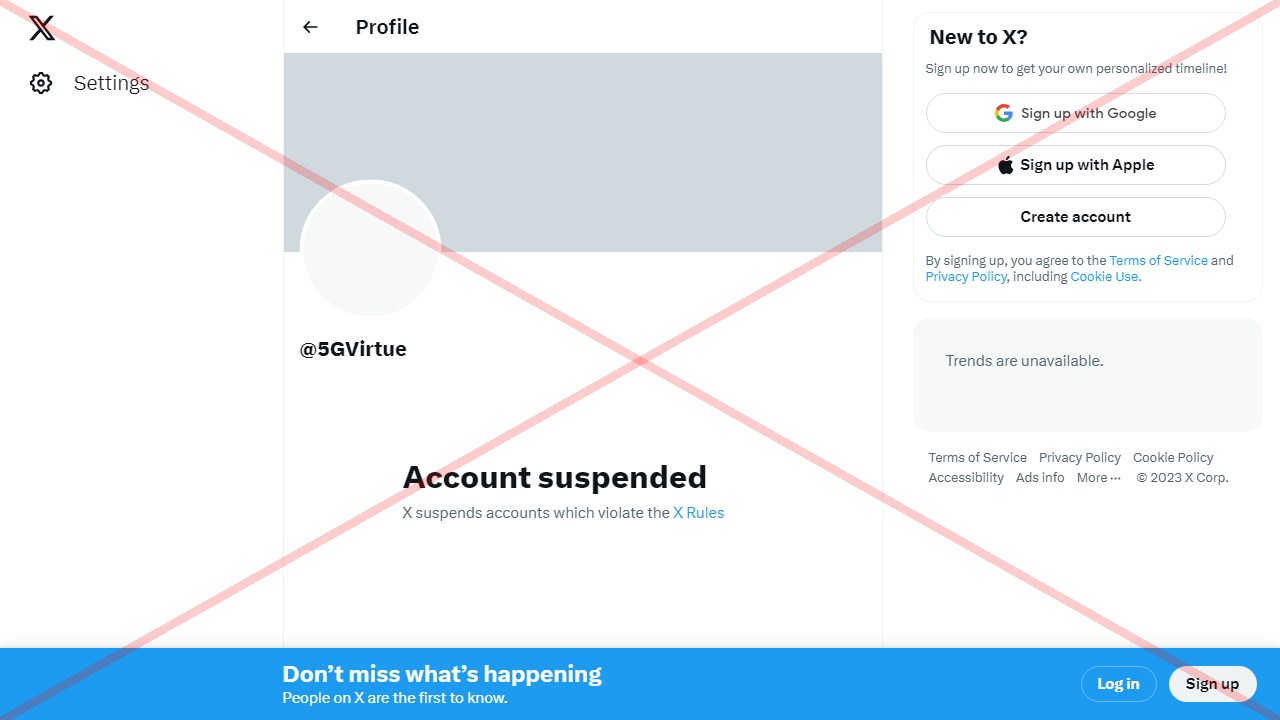 Settings
Profile
@5GVirtue
Account suspended
X suspends accounts which violate the X Rules
New to X?
Sign up now to get your own personalized timeline!
Sign up with Google
Sign up with Apple
Create account
By signing up, you agree to the Terms of Service and
Privacy Policy, including Cookie Use.
Trends are unavailable.
Terms of Service Privacy Policy Cookie Policy
Accessibility Ads info More ··· © 2023 X Corp.
Don’t miss what’s happening
People on X are the first to know.
Log in
Sign up